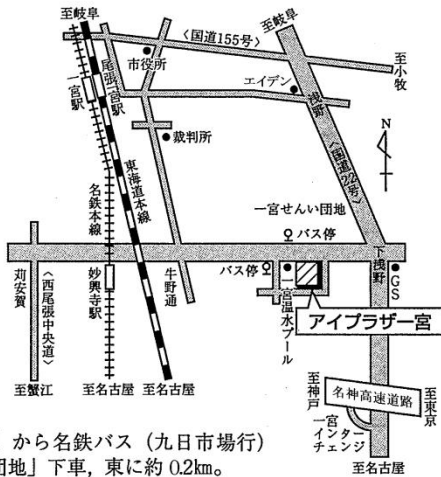 至岐阜
至岐阜
〈国道155号〉
市役所
至小牧
尾張一宮駅
一宮駅
エイデン
浅野
裁判所
N
〈国道22号〉
東海道本線
名鉄本線
一宮せんい団地
バス停
下浅野
バス停
苅安賀
〈西尾張中央道〉
妙興寺駅
牛野通
一宮温水プール
GS
アイプラザ一宮
至蟹江
至名古屋
至名古屋
至神戸
名神高速道路
至東京
一宮インターチェンジ
至名古屋
から名鉄バス（九日市場行）
団地」下車，東に約0.2km。